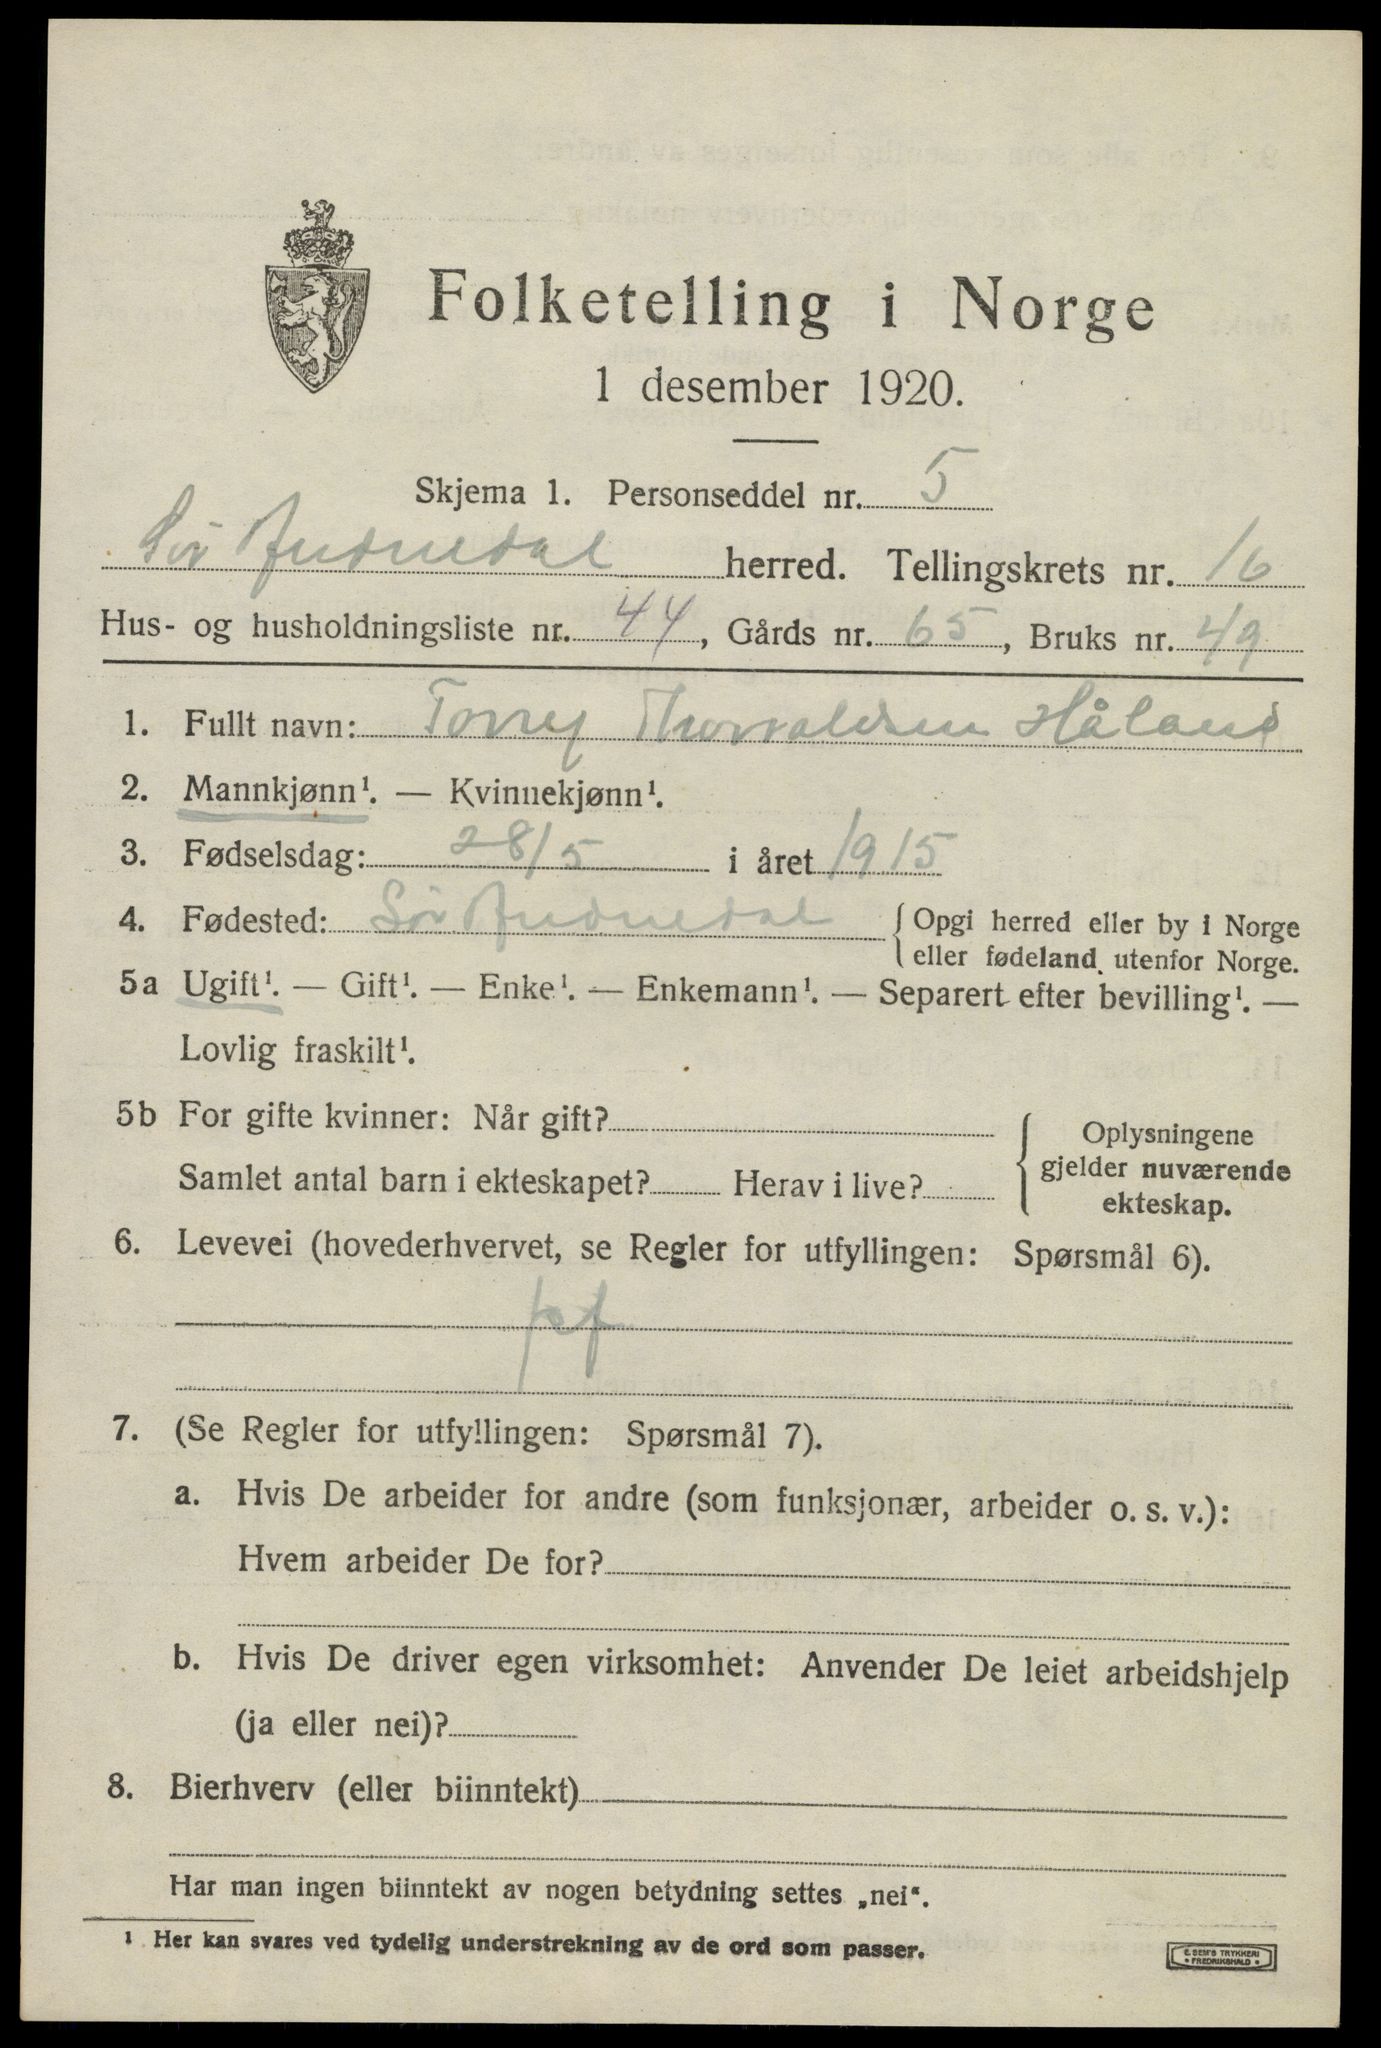 Folketelling i Norge
1 desember 1920.
Skjema 1. Personseddel nr. 5
Sør Audnedal herred. Tellingskrets nr. 16
Hus- og husholdningsliste nr. 44, Gårds nr. 65, Bruks nr. 49
1. Fullt navn: Torrey Thorvaldsen Håland
2. Mannkjønn¹. — Kvinnekjønn¹.
3. Fødselsdag: 28/5 i året 1915
4. Fødested: Sør Audnedal { Opgi herred eller by i Norge
eller fødeland utenfor Norge.
5a Ugift¹. — Gift¹. — Enke¹. — Enkemann¹. — Separert efter bevilling¹. —
Lovlig fraskilt¹.
5b For gifte kvinner: Når gift?
Samlet antal barn i ekteskapet? Herav i live?
{ Oplysningene
gjelder nuværende
ekteskap.
6. Levevei (hovederhvervet, se Regler for utfyllingen: Spørsmål 6).
pf
7. (Se Regler for utfyllingen: Spørsmål 7).
a. Hvis De arbeider for andre (som funksjonær, arbeider o. s. v.):
Hvem arbeider De for?
b. Hvis De driver egen virksomhet: Anvender De leiet arbeidshjelp
(ja eller nei)?
8. Bierhverv (eller biinntekt)
Har man ingen biinntekt av nogen betydning settes „nei".
¹ Her kan svares ved tydelig understrekning av de ord som passer.
E. SEM'S TRYKKERI
FREDRIKSHALD